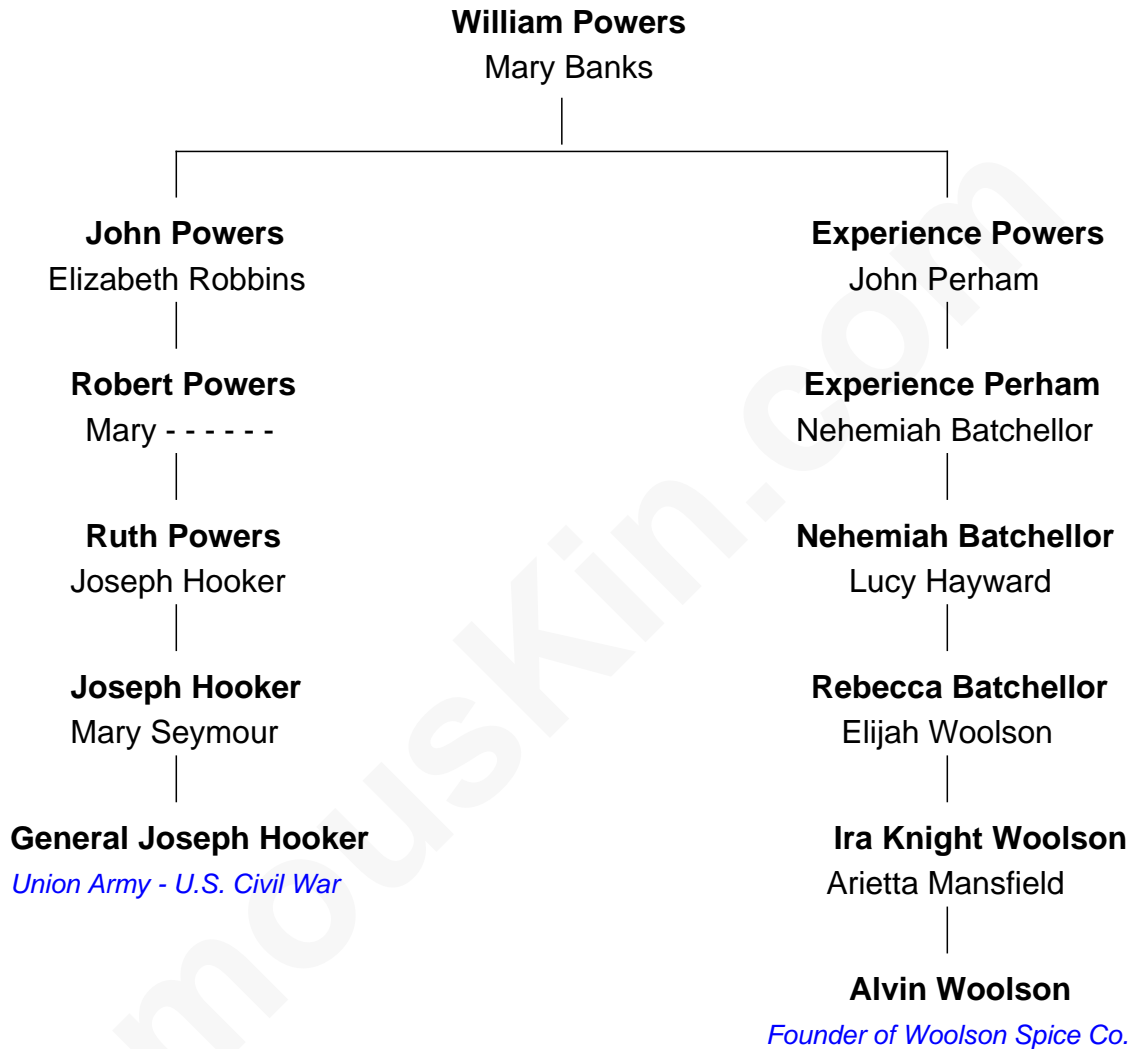 William Powers
Mary Banks
John Powers
Elizabeth Robbins
Robert Powers
Mary - - - - - -
Ruth Powers
Joseph Hooker
Joseph Hooker
Mary Seymour
General Joseph Hooker
Union Army - U.S. Civil War
Experience Powers
John Perham
Experience Perham
Nehemiah Batchellor
Nehemiah Batchellor
Lucy Hayward
Rebecca Batchellor
Elijah Woolson
Ira Knight Woolson
Arietta Mansfield
Alvin Woolson
Founder of Woolson Spice Co.
mouskin.com